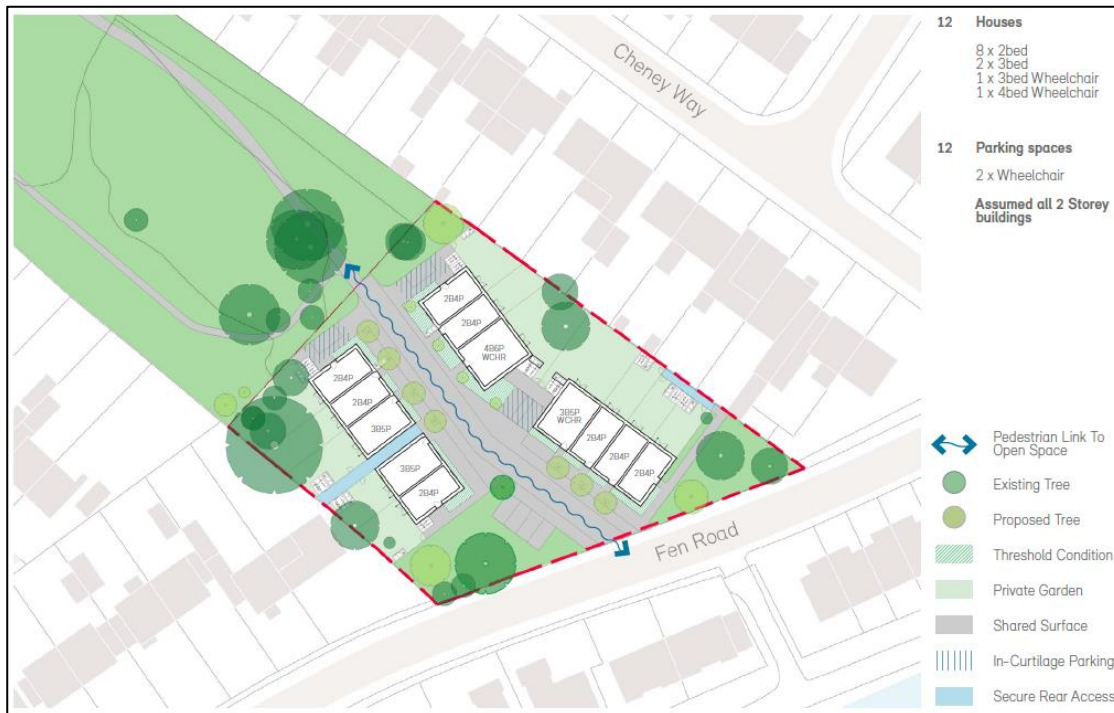 12 Houses
8 x 2bed
2 x 3bed
1 x 3bed Wheelchair
1 x 4bed Wheelchair
12 Parking spaces
2 x Wheelchair
Assumed all 2 Storey
buildings
Cheney Way
2B4P
2B4P
4B6P
WCHR
3B5P
WCHR
2B4P
2B4P
2B4P
2B4P
2B4P
3B5P
3B5P
2B4P
Fen Road
Pedestrian Link To
Open Space
Existing Tree
Proposed Tree
Threshold Condition
Private Garden
Shared Surface
In-Curtilage Parking
Secure Rear Access